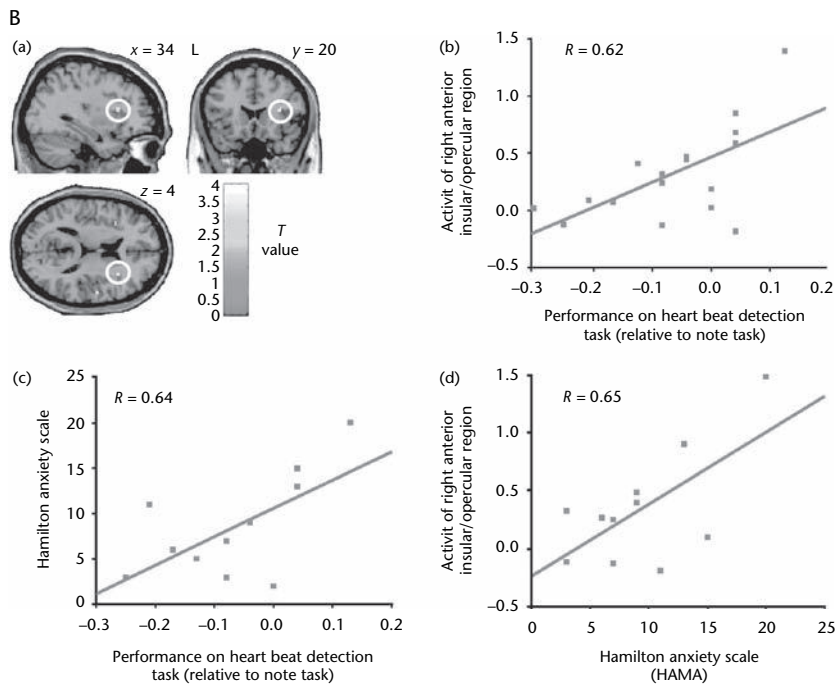 B
(a)
x = 34
L
y = 20
z = 4
4
3.5
3
2.5
2
1.5
1
0.5
0
T
value
(b)
R = 0.62
Activit of right anterior
insular/opercular region
1.5
1.0
0.5
0.0
−0.5
−0.3
−0.2
−0.1
0.0
0.1
0.2
Performance on heart beat detection
task (relative to note task)
(c)
R = 0.64
Hamilton anxiety scale
25
20
15
10
5
0
−0.3
−0.2
−0.1
0.0
0.1
0.2
Performance on heart beat detection
task (relative to note task)
(d)
R = 0.65
Activit of right anterior
insular/opercular region
1.5
1.0
0.5
0.0
−0.5
0
5
10
15
20
25
Hamilton anxiety scale
(HAMA)